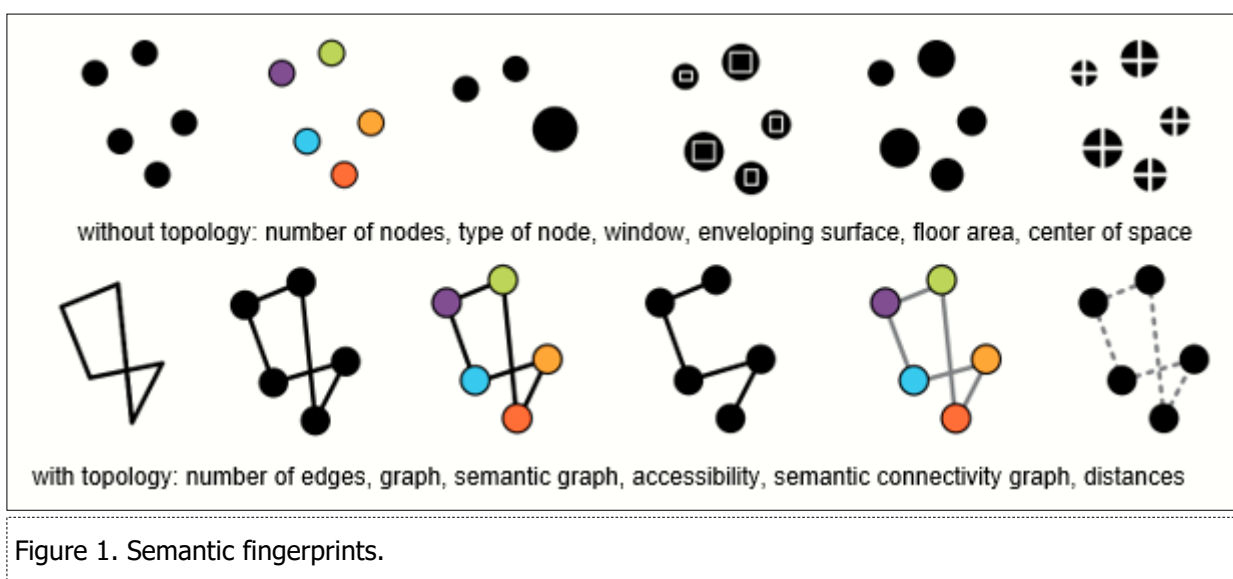 without topology: number of nodes, type of node, window, enveloping surface, floor area, center of space
with topology: number of edges, graph, semantic graph, accessibility, semantic connectivity graph, distances
Figure 1. Semantic fingerprints.